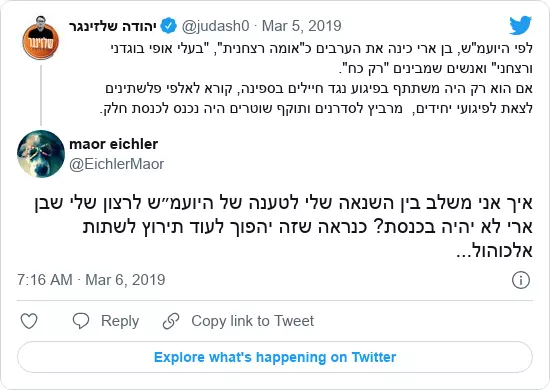 יהודה שלזינגר @judash0 · Mar 5, 2019
שלזינגר
לפי היועמ"ש, בן ארי כינה את הערבים כ"אומה רצחנית", "בעלי אופי בוגדני
ורצחני" ואנשים שמבינים "רק כח".
אם הוא רק היה משתתף בפיגוע נגד חיילים בספינה, קורא לאלפי פלשתינים
לצאת לפיגועי יחידים, מרביץ לסדרנים ותוקף שוטרים היה נכנס לכנסת חלק.
maor eichler
@EichlerMaor
איך אני משלב בין השנאה שלי לטענה של היועמ״ש לרצון שלי שבן
ארי לא יהיה בכנסת? כנראה שזה יהפוך לעוד תירוץ לשתות
אלכוהול...
7:16 AM · Mar 6, 2019
Reply Copy link to Tweet
Explore what's happening on Twitter